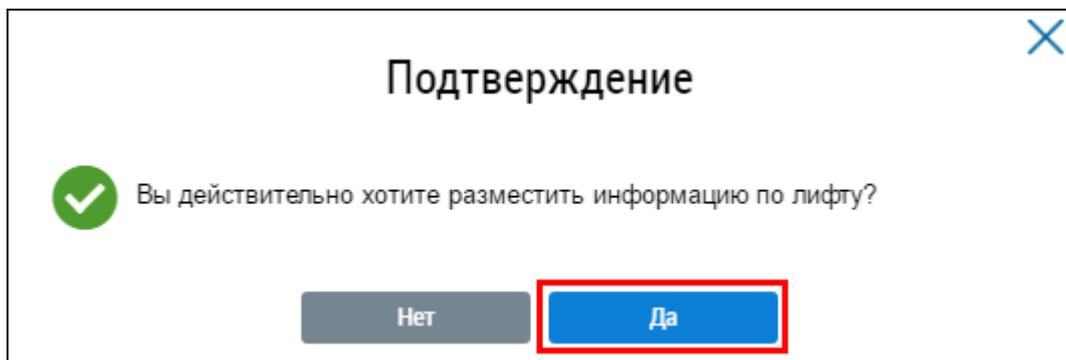 Подтверждение
Вы действительно хотите разместить информацию по лифту?
Нет
Да